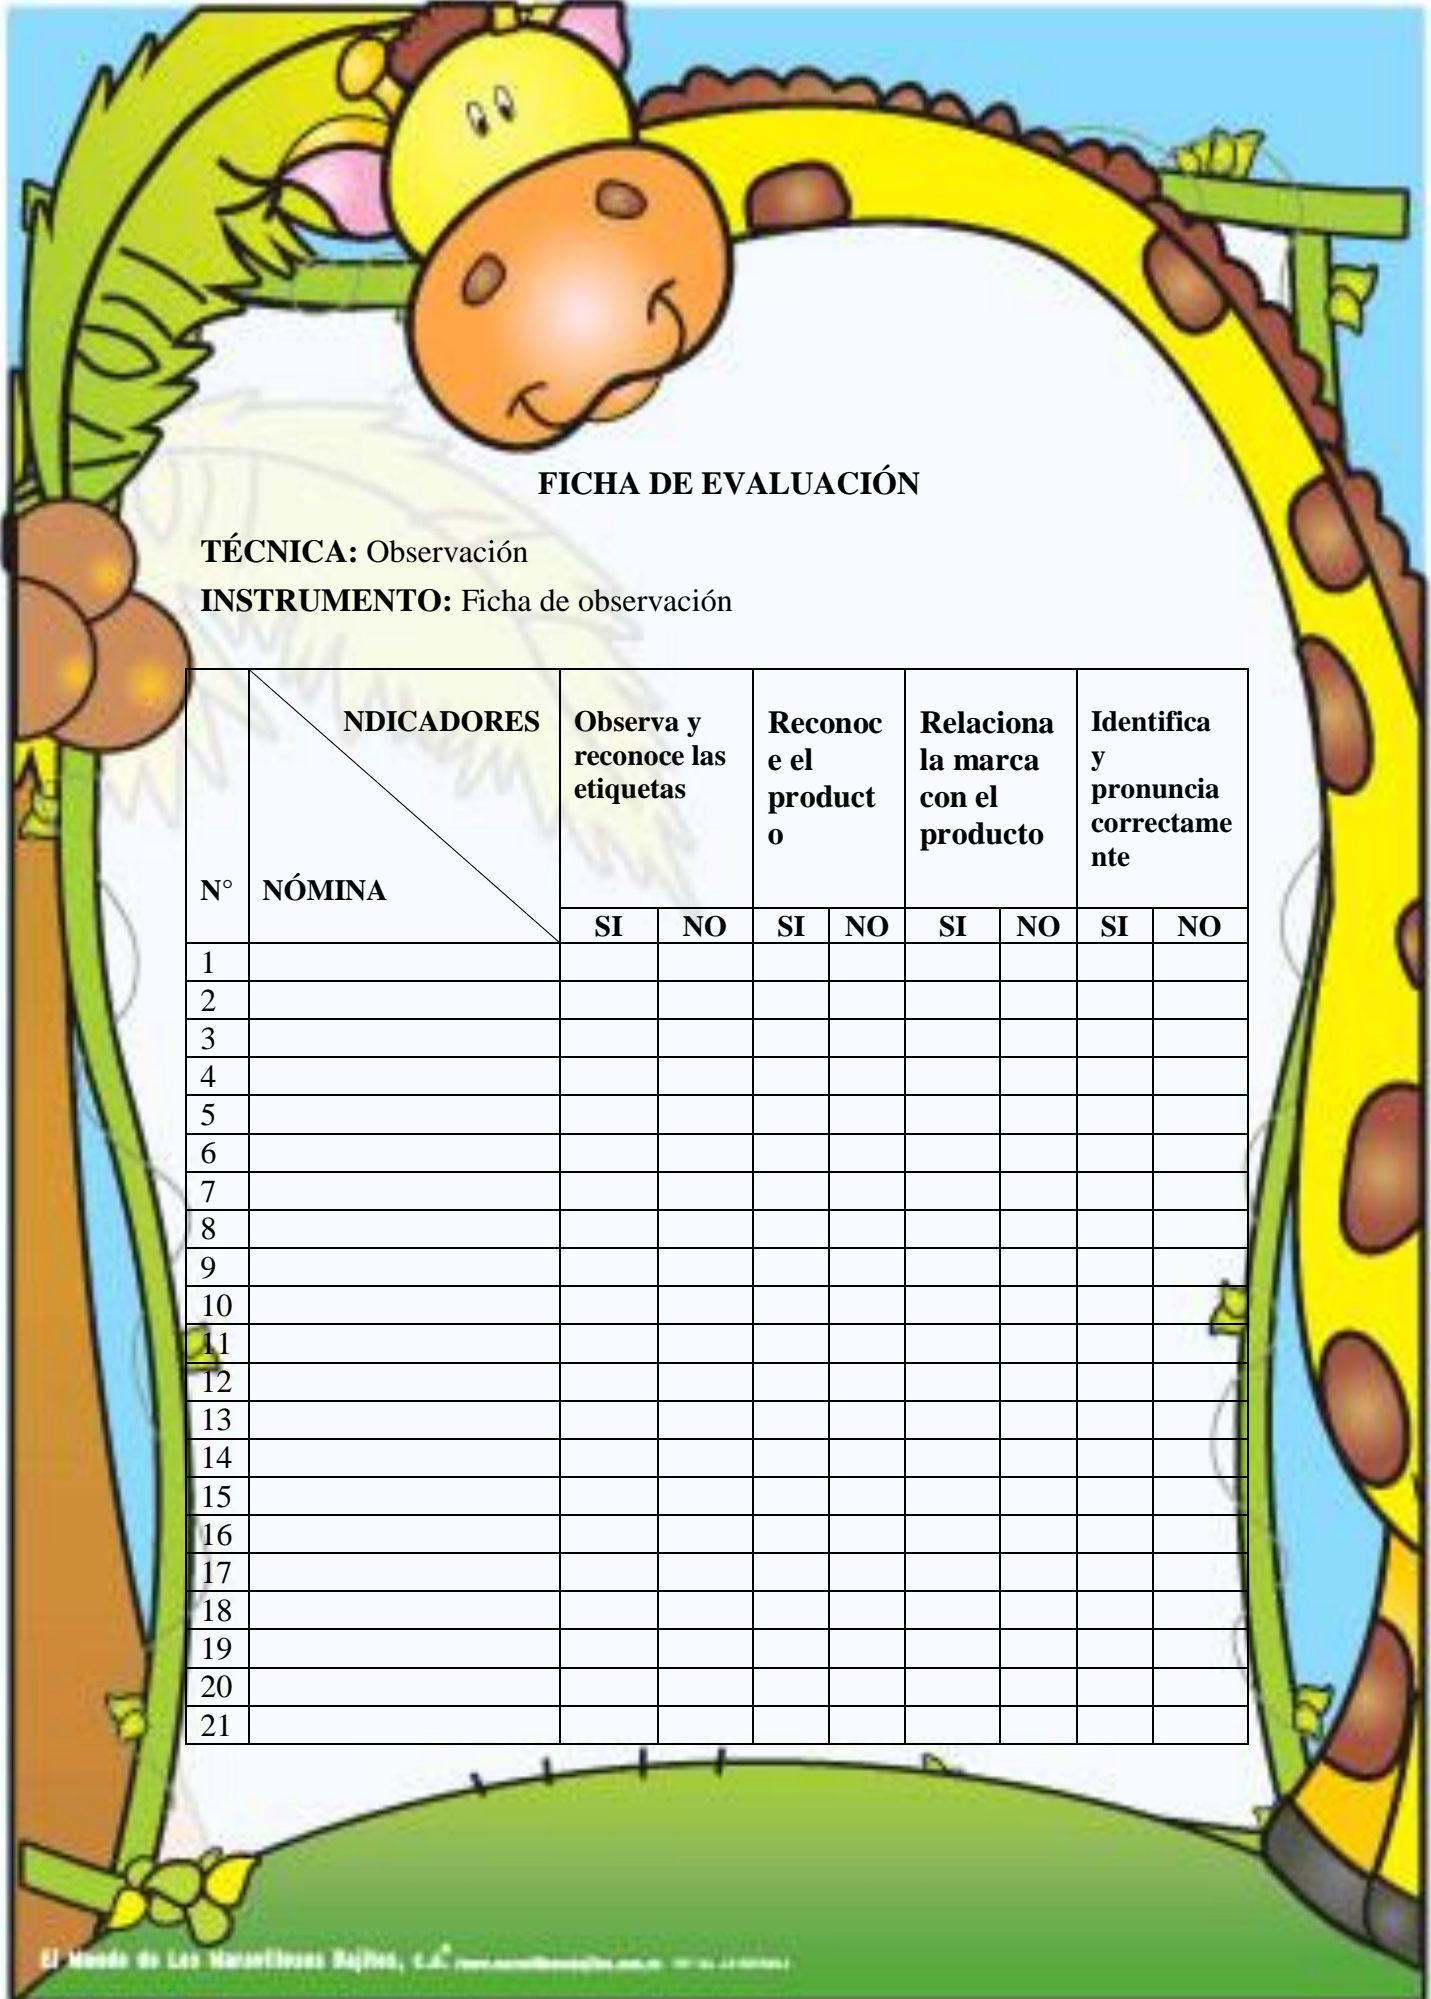 FICHA DE EVALUACIÓN
TÉCNICA: Observación
INSTRUMENTO: Ficha de observación
N°
NDICADORES
NÓMINA
Observa y
reconoce las
etiquetas
Reconoc
e el
product
o
Relaciona
la marca
con el
producto
Identifica
y
pronuncia
correctame
nte
SI NO SI NO SI NO SI NO
1
2
3
4
5
6
7
8
9
10
11
12
13
14
15
16
17
18
19
20
21
El Mundo de Los Maravillosos Bajitos, c.a.